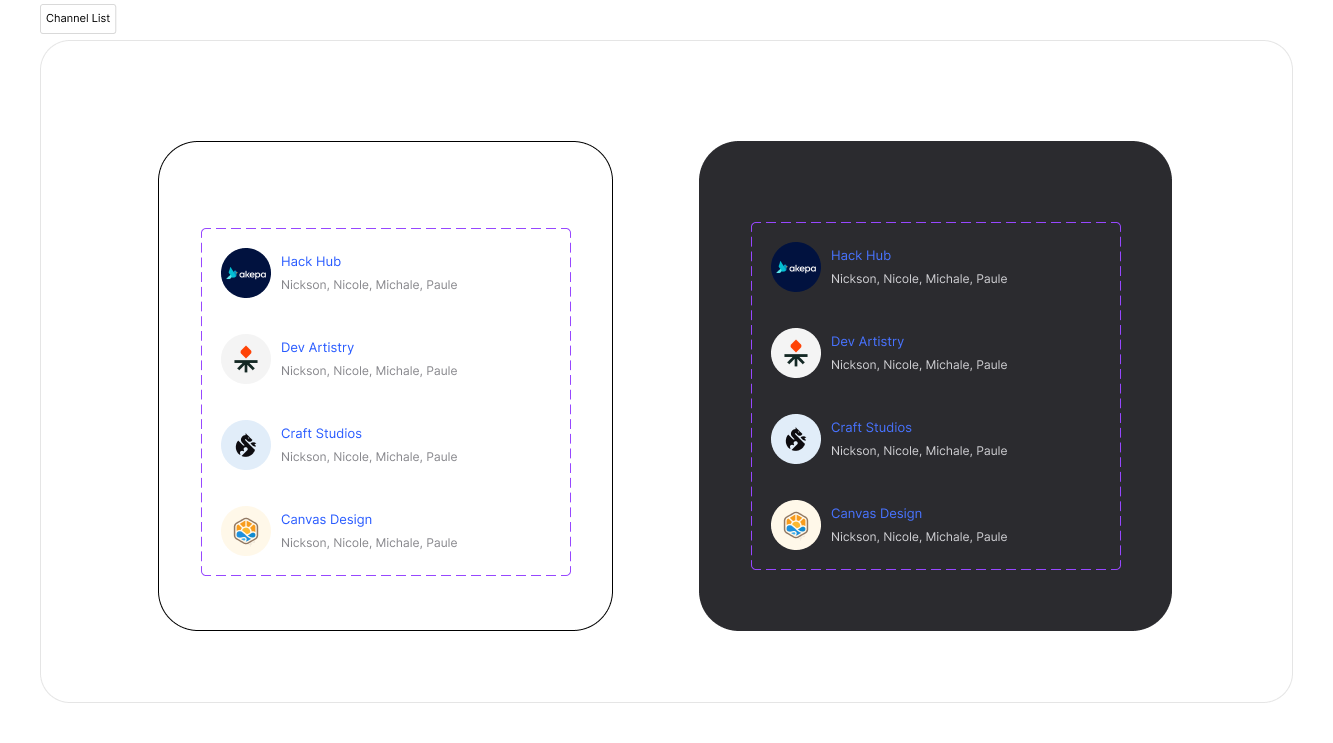 Channel List
akepa
Hack Hub
Nickson, Nicole, Michale, Paule
Dev Artistry
Nickson, Nicole, Michale, Paule
Craft Studios
Nickson, Nicole, Michale, Paule
Canvas Design
Nickson, Nicole, Michale, Paule
akepa
Hack Hub
Nickson, Nicole, Michale, Paule
Dev Artistry
Nickson, Nicole, Michale, Paule
Craft Studios
Nickson, Nicole, Michale, Paule
Canvas Design
Nickson, Nicole, Michale, Paule